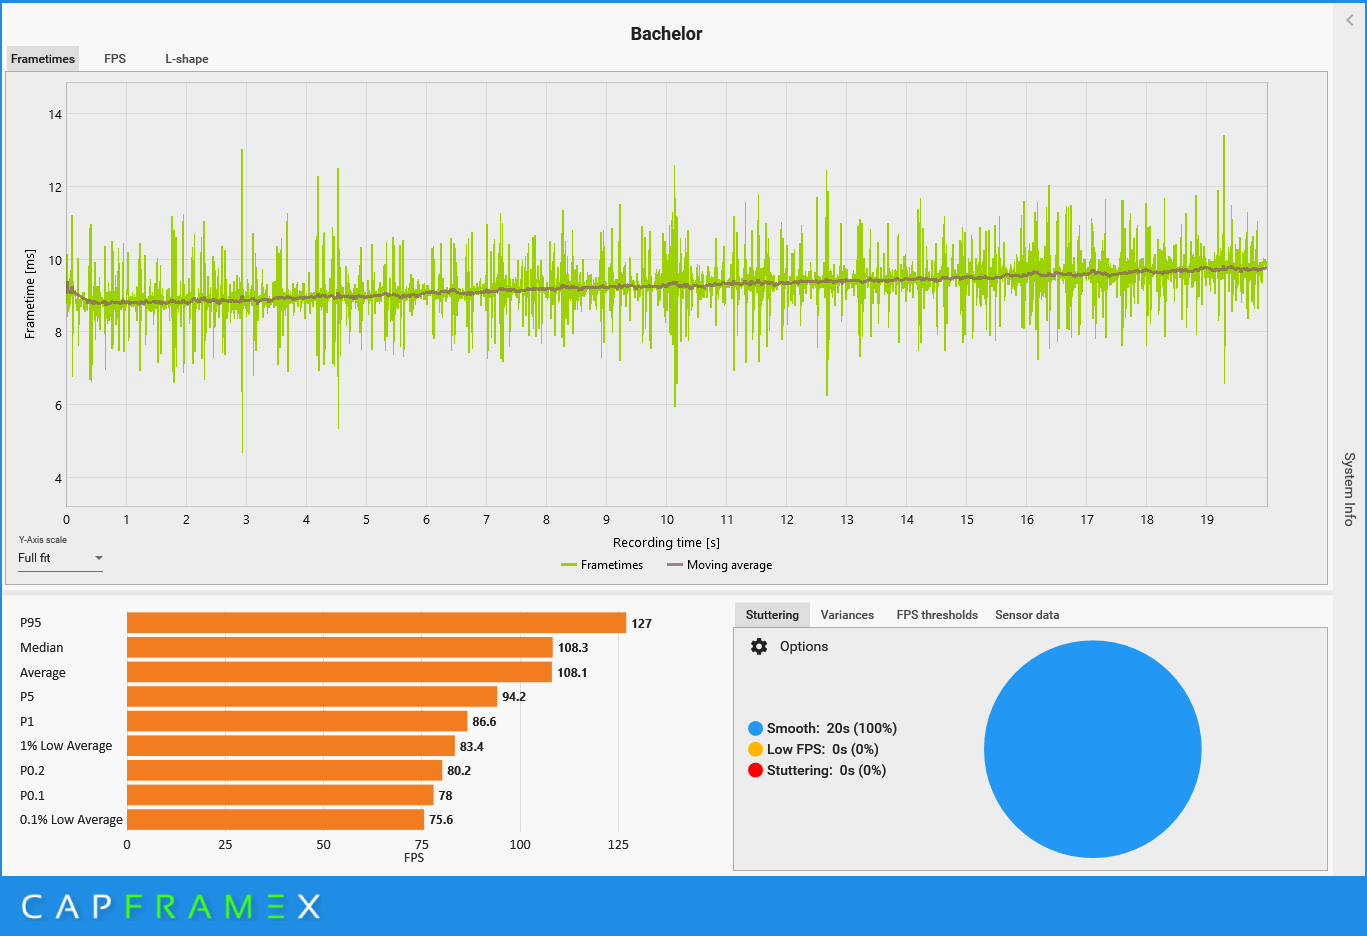 Bachelor
Frametimes FPS L-shape
14
12
10
8
6
4
Frametime [ms]
0 1 2 3 4 5 6 7 8 9 10 11 12 13 14 15 16 17 18 19
Recording time [s]
Frametimes Moving average
Y-Axis scale
Full fit
System Info
P95 127
Median 108.3
Average 108.1
P5 94.2
P1 86.6
1% Low Average 83.4
P0.2 80.2
P0.1 78
0.1% Low Average 75.6
0 25 50 75 100 125
FPS
Stuttering Variances FPS thresholds Sensor data
Options
Smooth: 20s (100%)
Low FPS: 0s (0%)
Stuttering: 0s (0%)
CAPFRAMEX